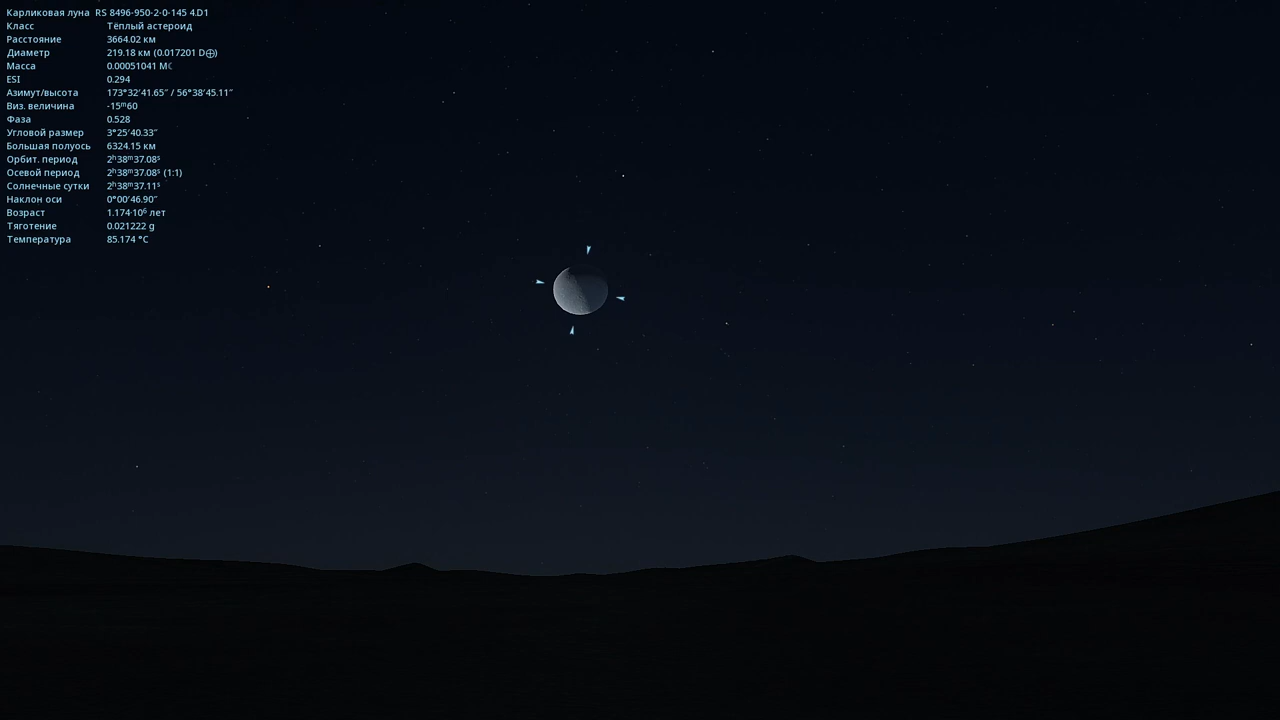 Карликовая луна RS 8496-950-2-0-145 4.D1
Класс Тёплый астероид
Расстояние 3664.02 км
Диаметр 219.18 км (0.017201 D⊕)
Масса 0.00051041 M☾
ESI 0.294
Азимут/высота 173°32′41.65″ / 56°38′45.11″
Виз. величина -15ᵐ60
Фаза 0.528
Угловой размер 3°25′40.33″
Большая полуось 6324.15 км
Орбит. период 2ʰ38ᵐ37.08ˢ
Осевой период 2ʰ38ᵐ37.08ˢ (1:1)
Солнечные сутки 2ʰ38ᵐ37.11ˢ
Наклон оси 0°00′46.90″
Возраст 1.174·10⁶ лет
Тяготение 0.021222 g
Температура 85.174 °C